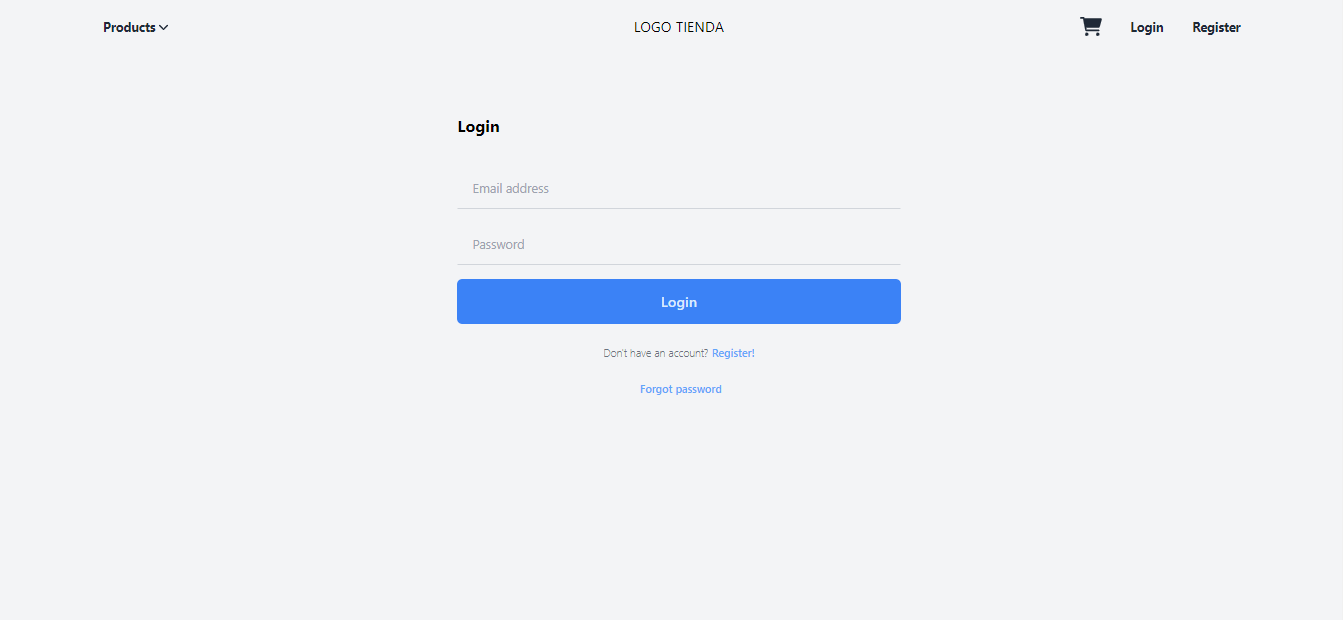 Products LOGO TIENDA Login Register
Login
Email address
Password
Login
Don't have an account? Register!
Forgot password